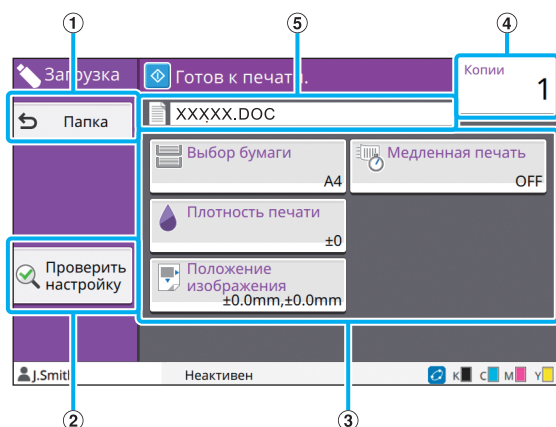 1 5 4
Загрузка
Готов к печати.
Копии
1
Папка
XXXXX.DOC
Выбор бумаги
A4
Медленная печать
OFF
Плотность печати
±0
Проверить
настройку
Положение
изображения
±0.0mm,±0.0mm
J.Smith Неактивен K C M Y
2 3